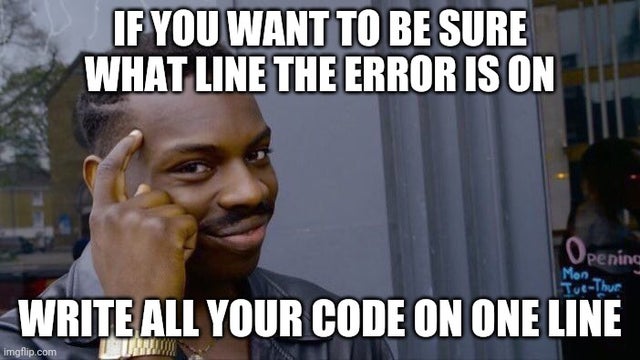 IF YOU WANT TO BE SURE
WHAT LINE THE ERROR IS ON
Opening
Mon
Tue-Thur
WRITE ALL YOUR CODE ON ONE LINE
imgflip.com